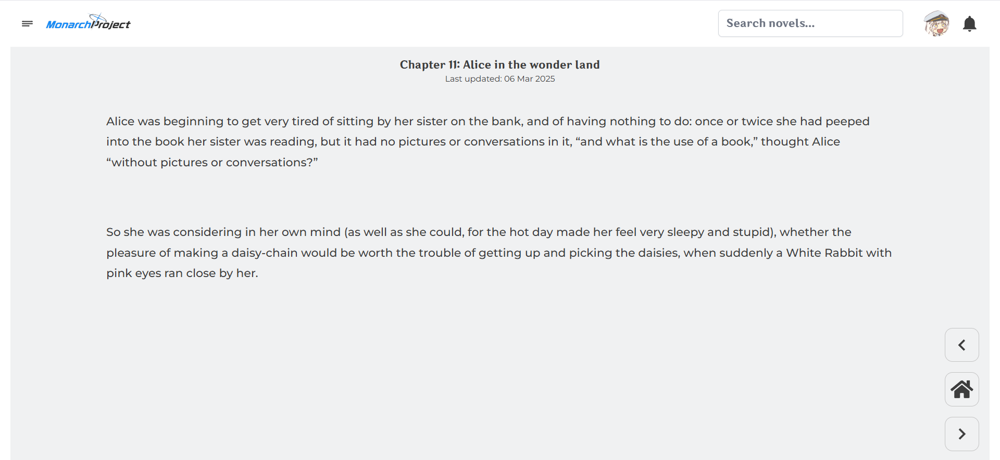 MonarchProject
Search novels...
Chapter 11: Alice in the wonder land
Last updated: 06 Mar 2025
Alice was beginning to get very tired of sitting by her sister on the bank, and of having nothing to do: once or twice she had peeped
into the book her sister was reading, but it had no pictures or conversations in it, “and what is the use of a book,” thought Alice
“without pictures or conversations?”
So she was considering in her own mind (as well as she could, for the hot day made her feel very sleepy and stupid), whether the
pleasure of making a daisy-chain would be worth the trouble of getting up and picking the daisies, when suddenly a White Rabbit with
pink eyes ran close by her.